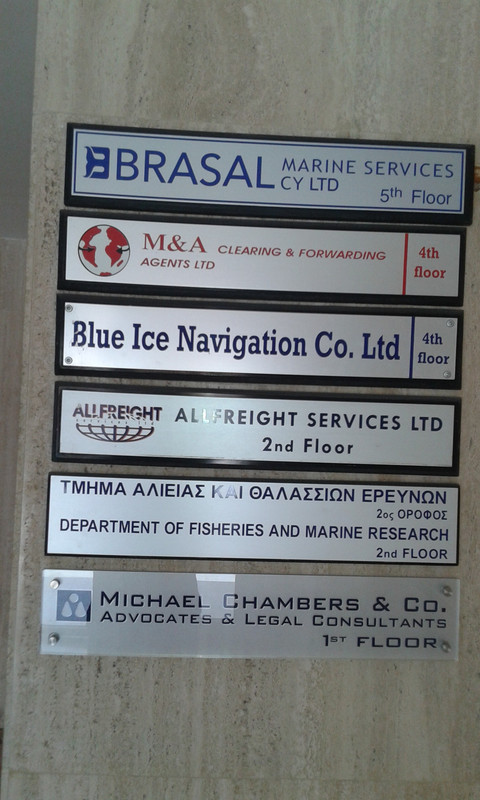 BRASAL MARINE SERVICES
CY LTD 5th Floor
M&A CLEARING & FORWARDING
AGENTS LTD
4th
floor
Blue Ice Navigation Co. Ltd
4th
floor
ALLFREIGHT
SERVICES LTD
ALLFREIGHT SERVICES LTD
2nd Floor
ΤΜΗΜΑ ΑΛΙΕΙΑΣ ΚΑΙ ΘΑΛΑΣΣΙΩΝ ΕΡΕΥΝΩΝ
2ος ΟΡΟΦΟΣ
DEPARTMENT OF FISHERIES AND MARINE RESEARCH
2nd FLOOR
MICHAEL CHAMBERS & CO.
ADVOCATES & LEGAL CONSULTANTS
1ST FLOOR